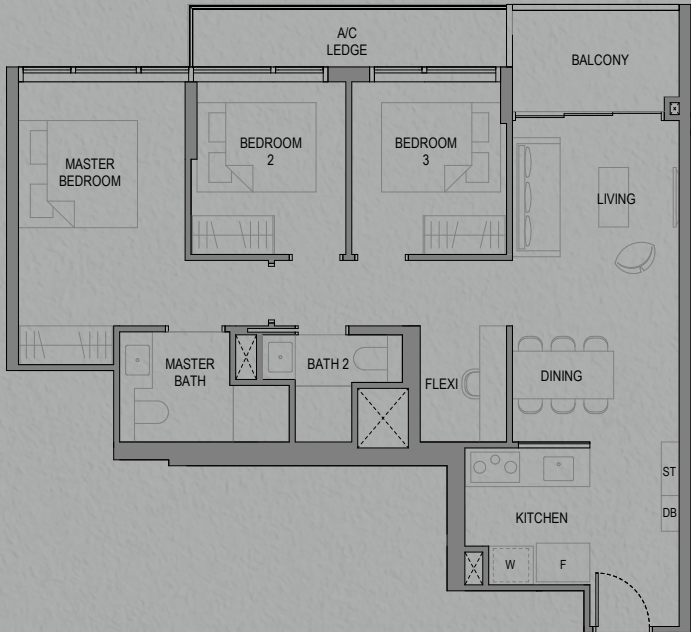 A/C
LEDGE
BALCONY
MASTER
BEDROOM
BEDROOM
2
BEDROOM
3
LIVING
MASTER
BATH
BATH 2
FLEXI
DINING
ST
DB
KITCHEN
W
F